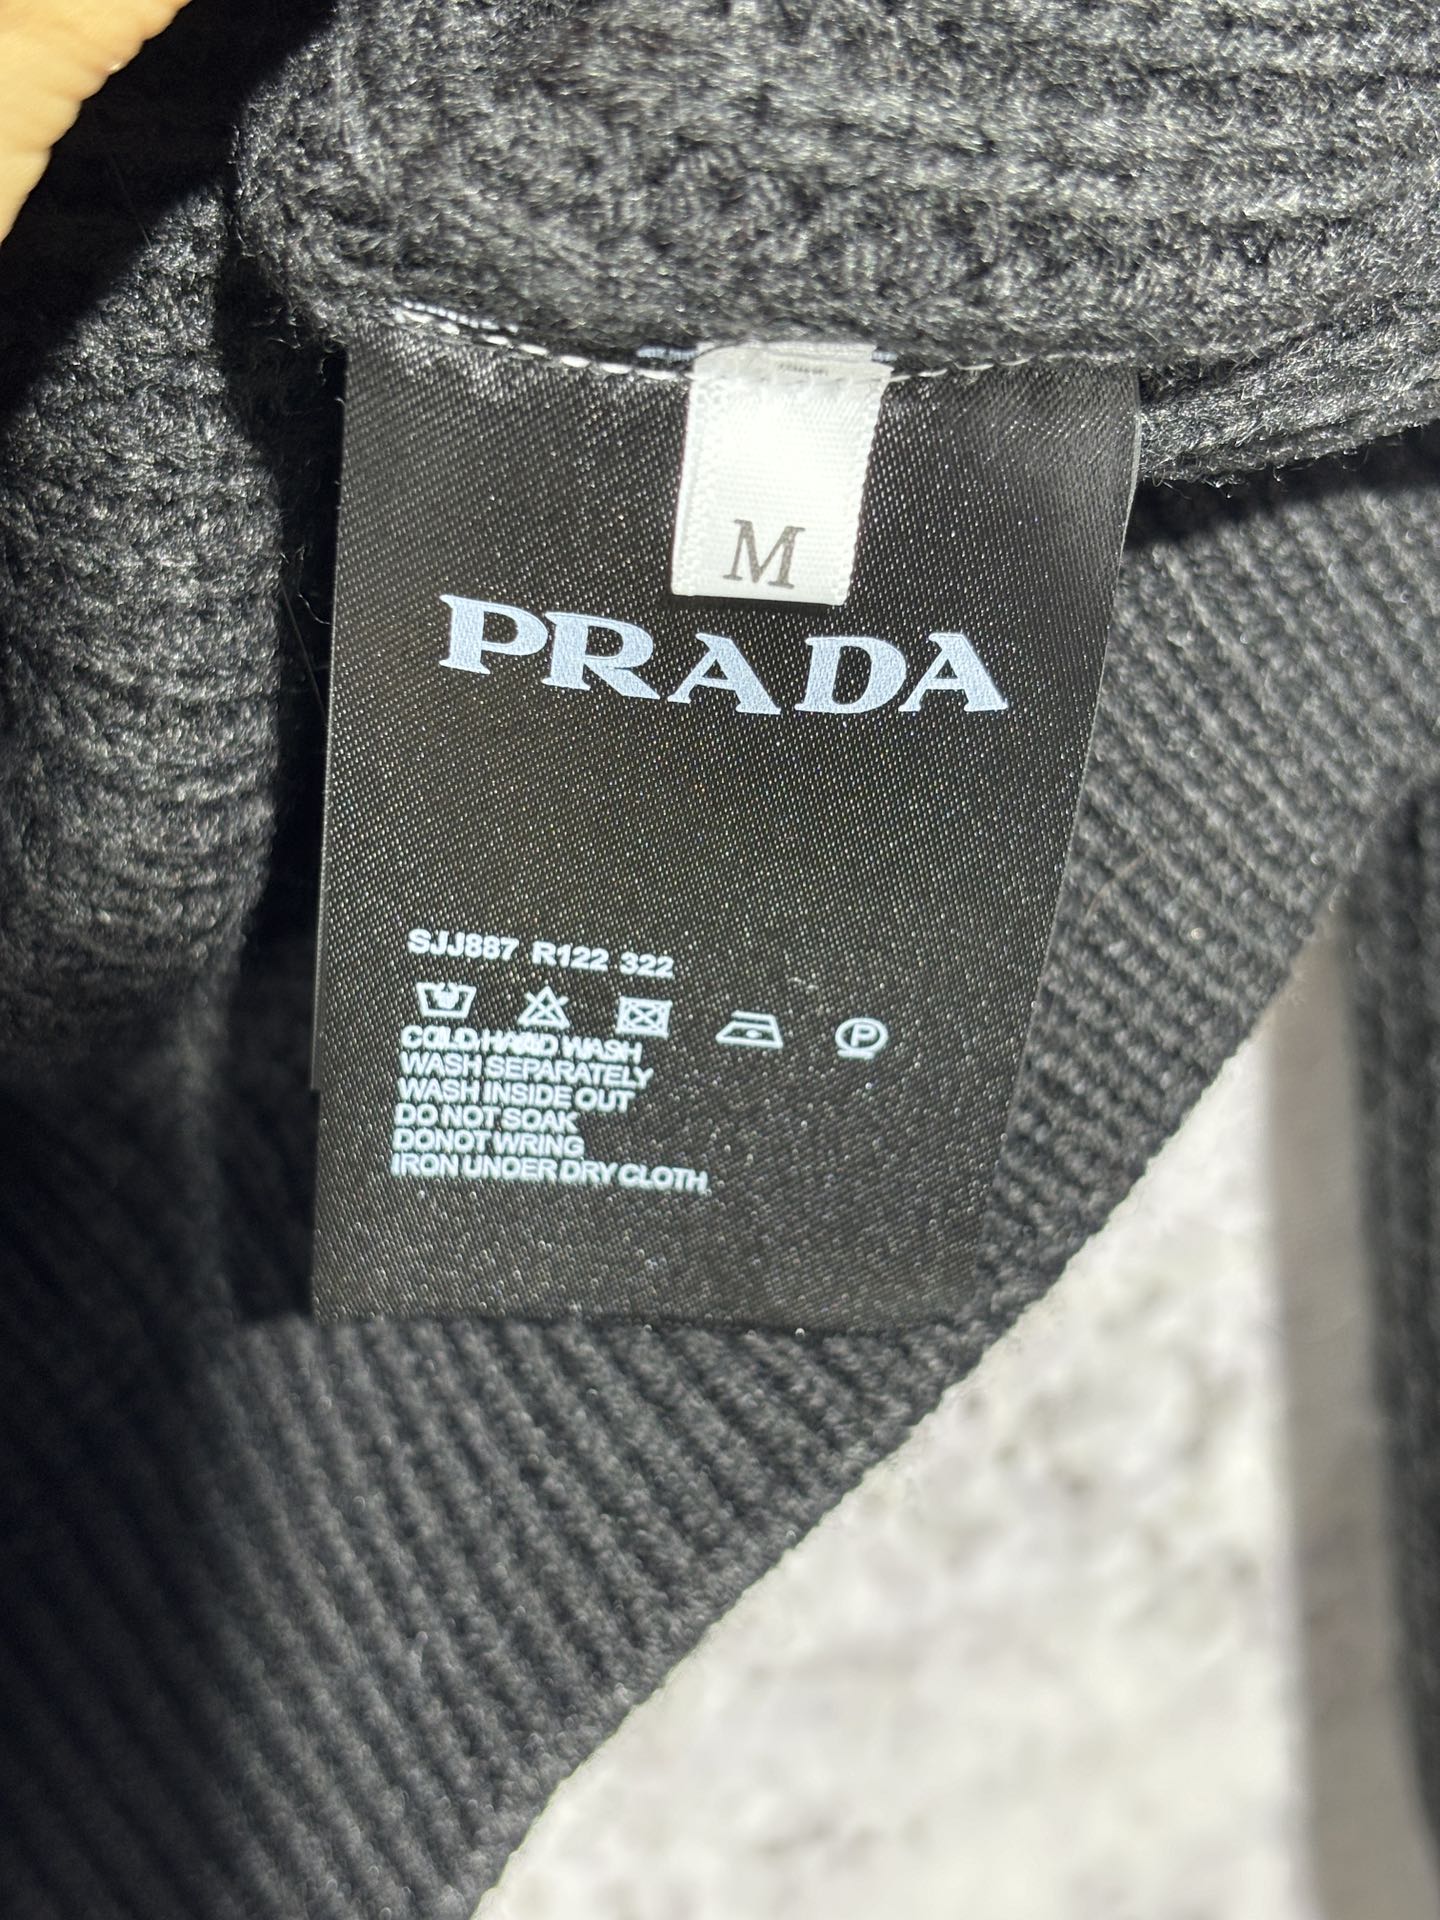 M
PRADA
SJJ887 R122 322
P
COLD HAND WASH
WASH SEPARATELY
WASH INSIDE OUT
DO NOT SOAK
DONOT WRING
IRON UNDER DRY CLOTH